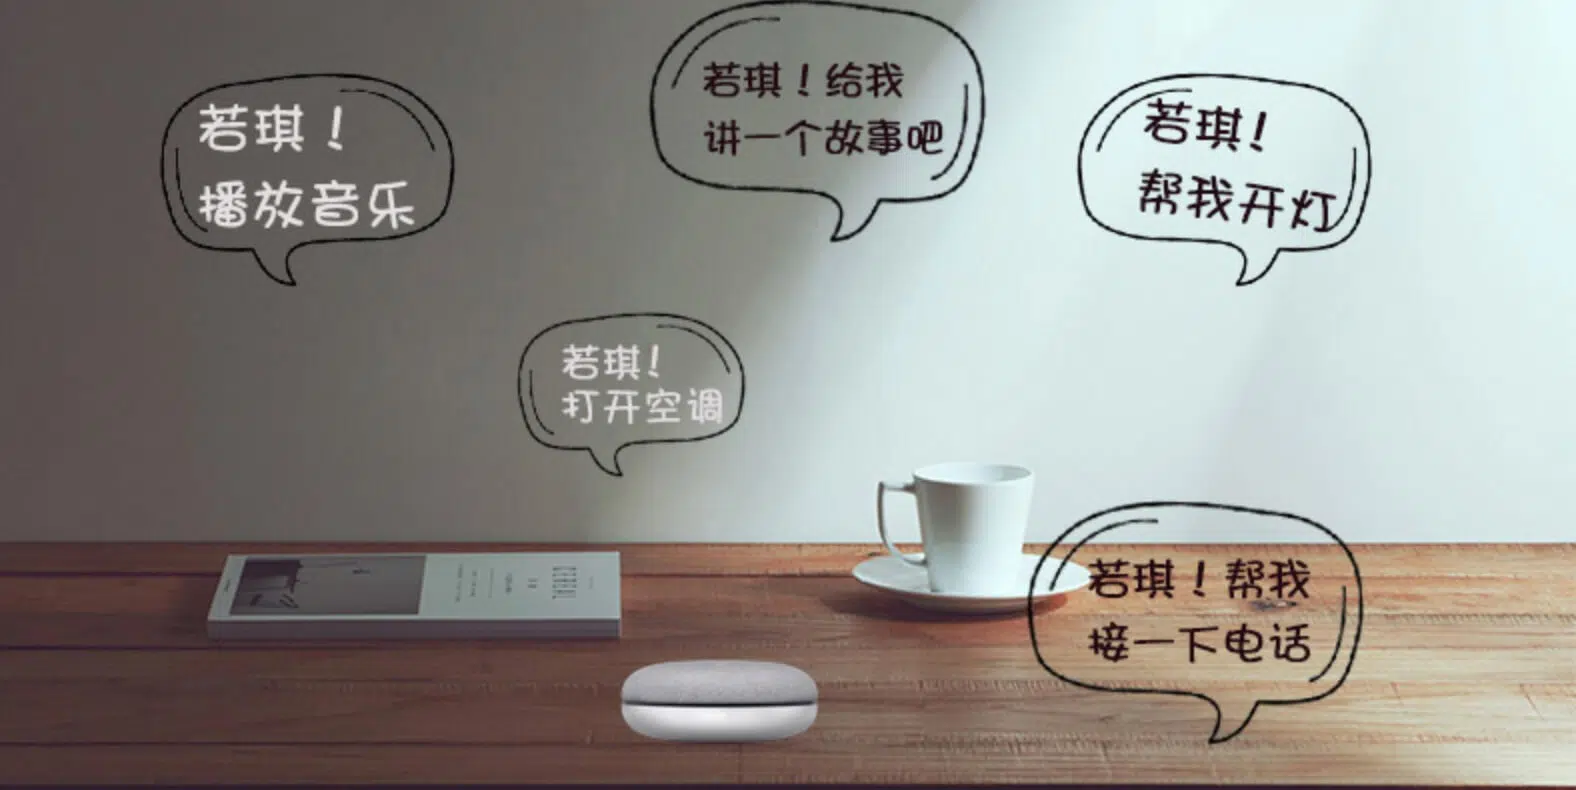 若琪！
播放音乐
若琪！给我
讲一个故事吧
若琪！
帮我开灯
若琪！
打开空调
若琪！帮我
接一下电话